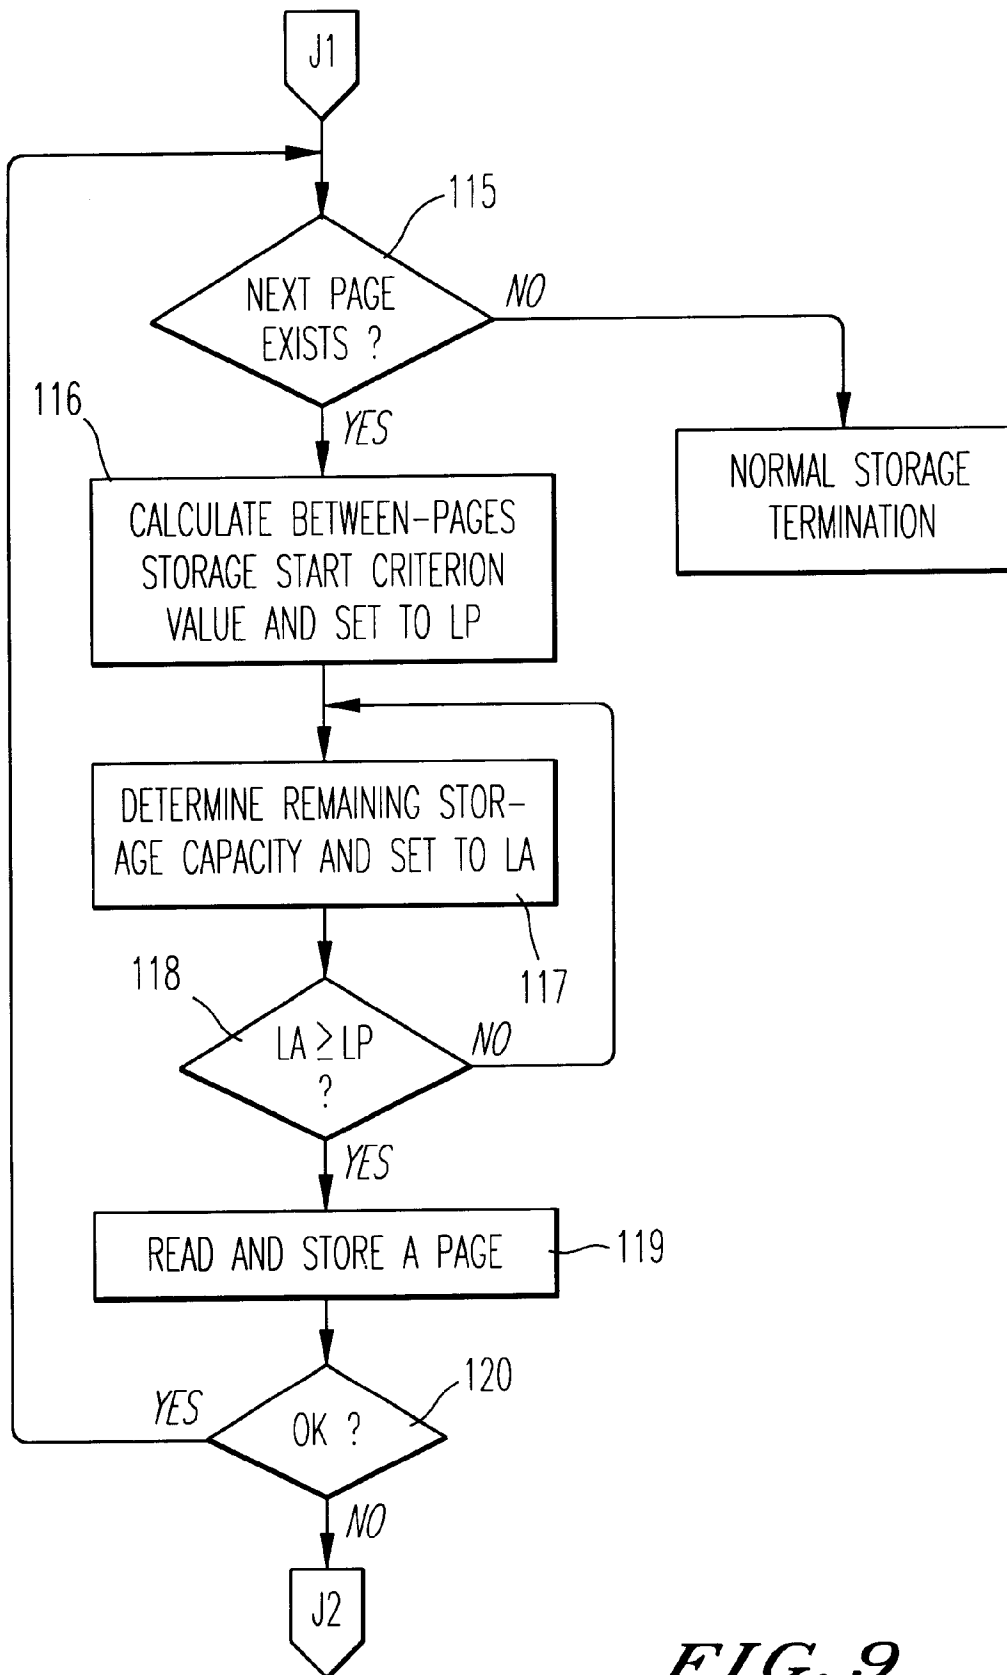 J1
115
NEXT PAGE
EXISTS ?
NO
116
YES
NORMAL STORAGE
TERMINATION
CALCULATE BETWEEN-PAGES
STORAGE START CRITERION
VALUE AND SET TO LP
DETERMINE REMAINING STOR-
AGE CAPACITY AND SET TO LA
117
118
LA ≥ LP
?
NO
YES
READ AND STORE A PAGE
119
120
YES
OK ?
NO
J2
FIG. 9